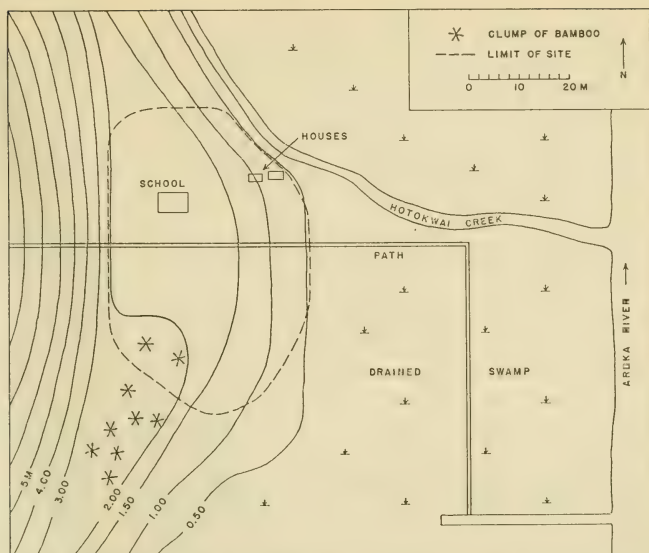 CLUMP OF BAMBOO
LIMIT OF SITE
N
0 10 20 M
HOUSES
SCHOOL
HOTOKWAI CREEK
PATH
ARUKA RIVER
DRAINED SWAMP
5 M
4.00
3.00
2.00
1.50
1.00
0.50